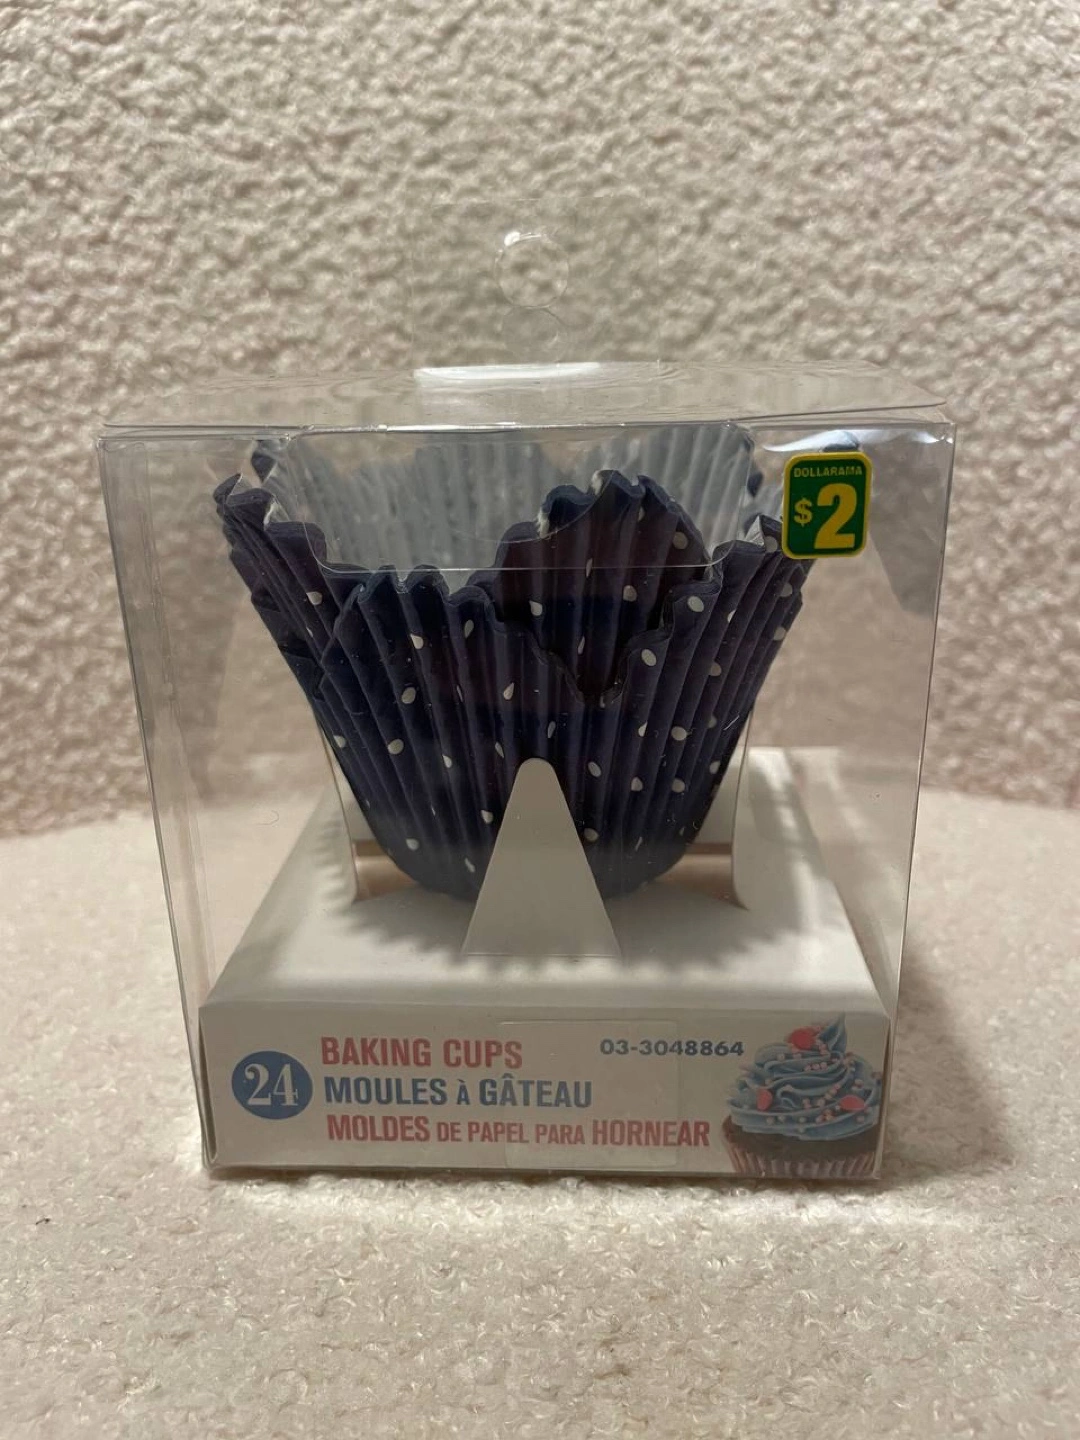 DOLLARAMA
$2
24
BAKING CUPS
03-3048864
MOULES À GÂTEAU
MOLDES DE PAPEL PARA HORNEAR